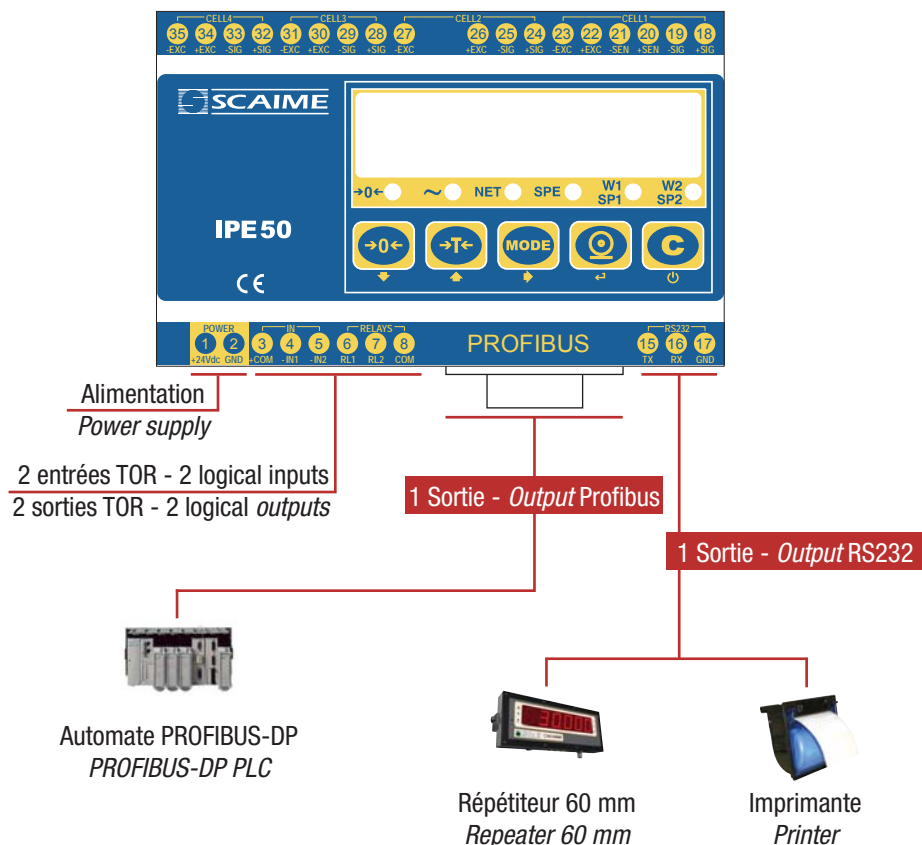 CELL4 CELL3 CELL2 CELL1
35 34 33 32 31 30 29 28 27 26 25 24 23 22 21 20 19 18
-EXC +EXC -SIG +SIG -EXC +EXC -SIG +SIG -EXC +EXC -SIG +SIG -EXC +EXC -SEN +SEN -SIG +SIG
S SCAIME
→0← ~ NET SPE W1 W2
SP1 SP2
IPE50
→0← →T← MODE C
CE
POWER IN RELAYS RS232
1 2 3 4 5 6 7 8 PROFIBUS 15 16 17
+24Vdc GND +COM -IN1 -IN2 RL1 RL2 COM TX RX GND
Alimentation
Power supply
2 entrées TOR - 2 logical inputs
2 sorties TOR - 2 logical outputs
1 Sortie - Output Profibus
1 Sortie - Output RS232
Automate PROFIBUS-DP
PROFIBUS-DP PLC
Répétiteur 60 mm
Repeater 60 mm
Imprimante
Printer